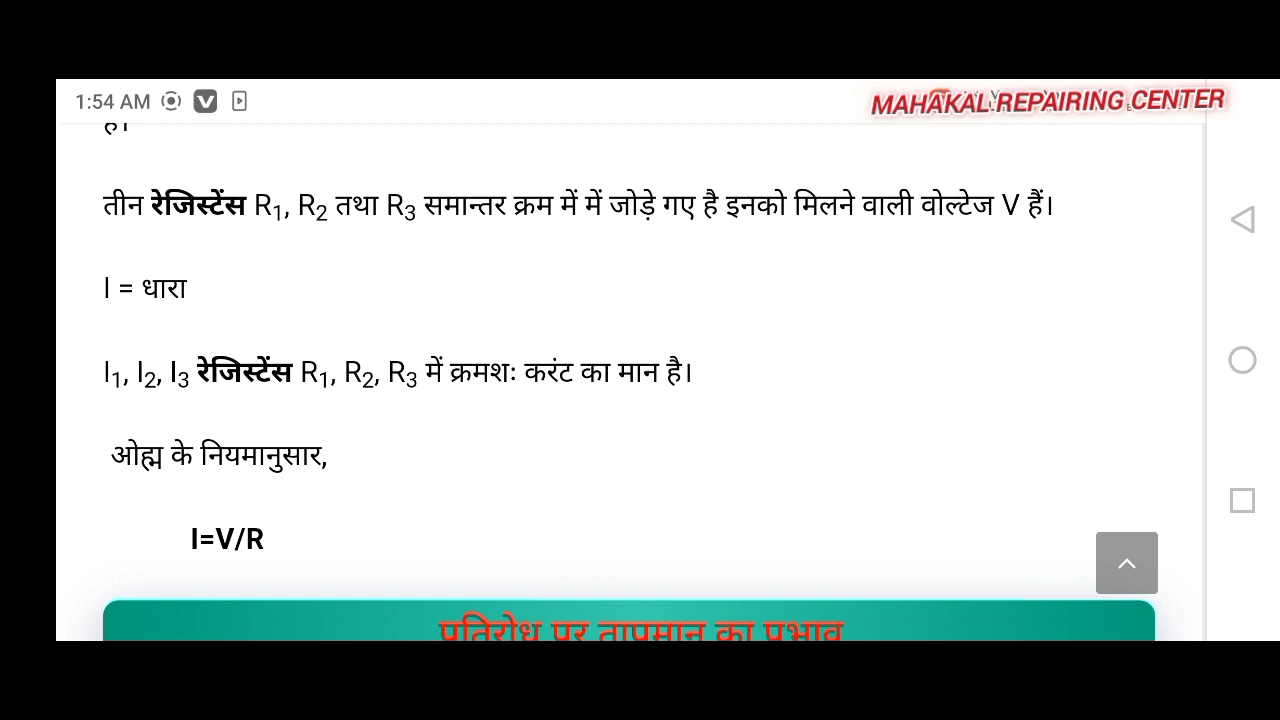 1:54 AM
MAHAKAL REPAIRING CENTER
है।
तीन रेजिस्टेंस R₁, R₂ तथा R₃ समान्तर क्रम में में जोड़े गए है इनको मिलने वाली वोल्टेज V हैं।
I = धारा
I₁, I₂, I₃ रेजिस्टेंस R₁, R₂, R₃ में क्रमशः करंट का मान है।
ओह्म के नियमानुसार,
I=V/R
प्रतिरोध पर तापमान का प्रभाव